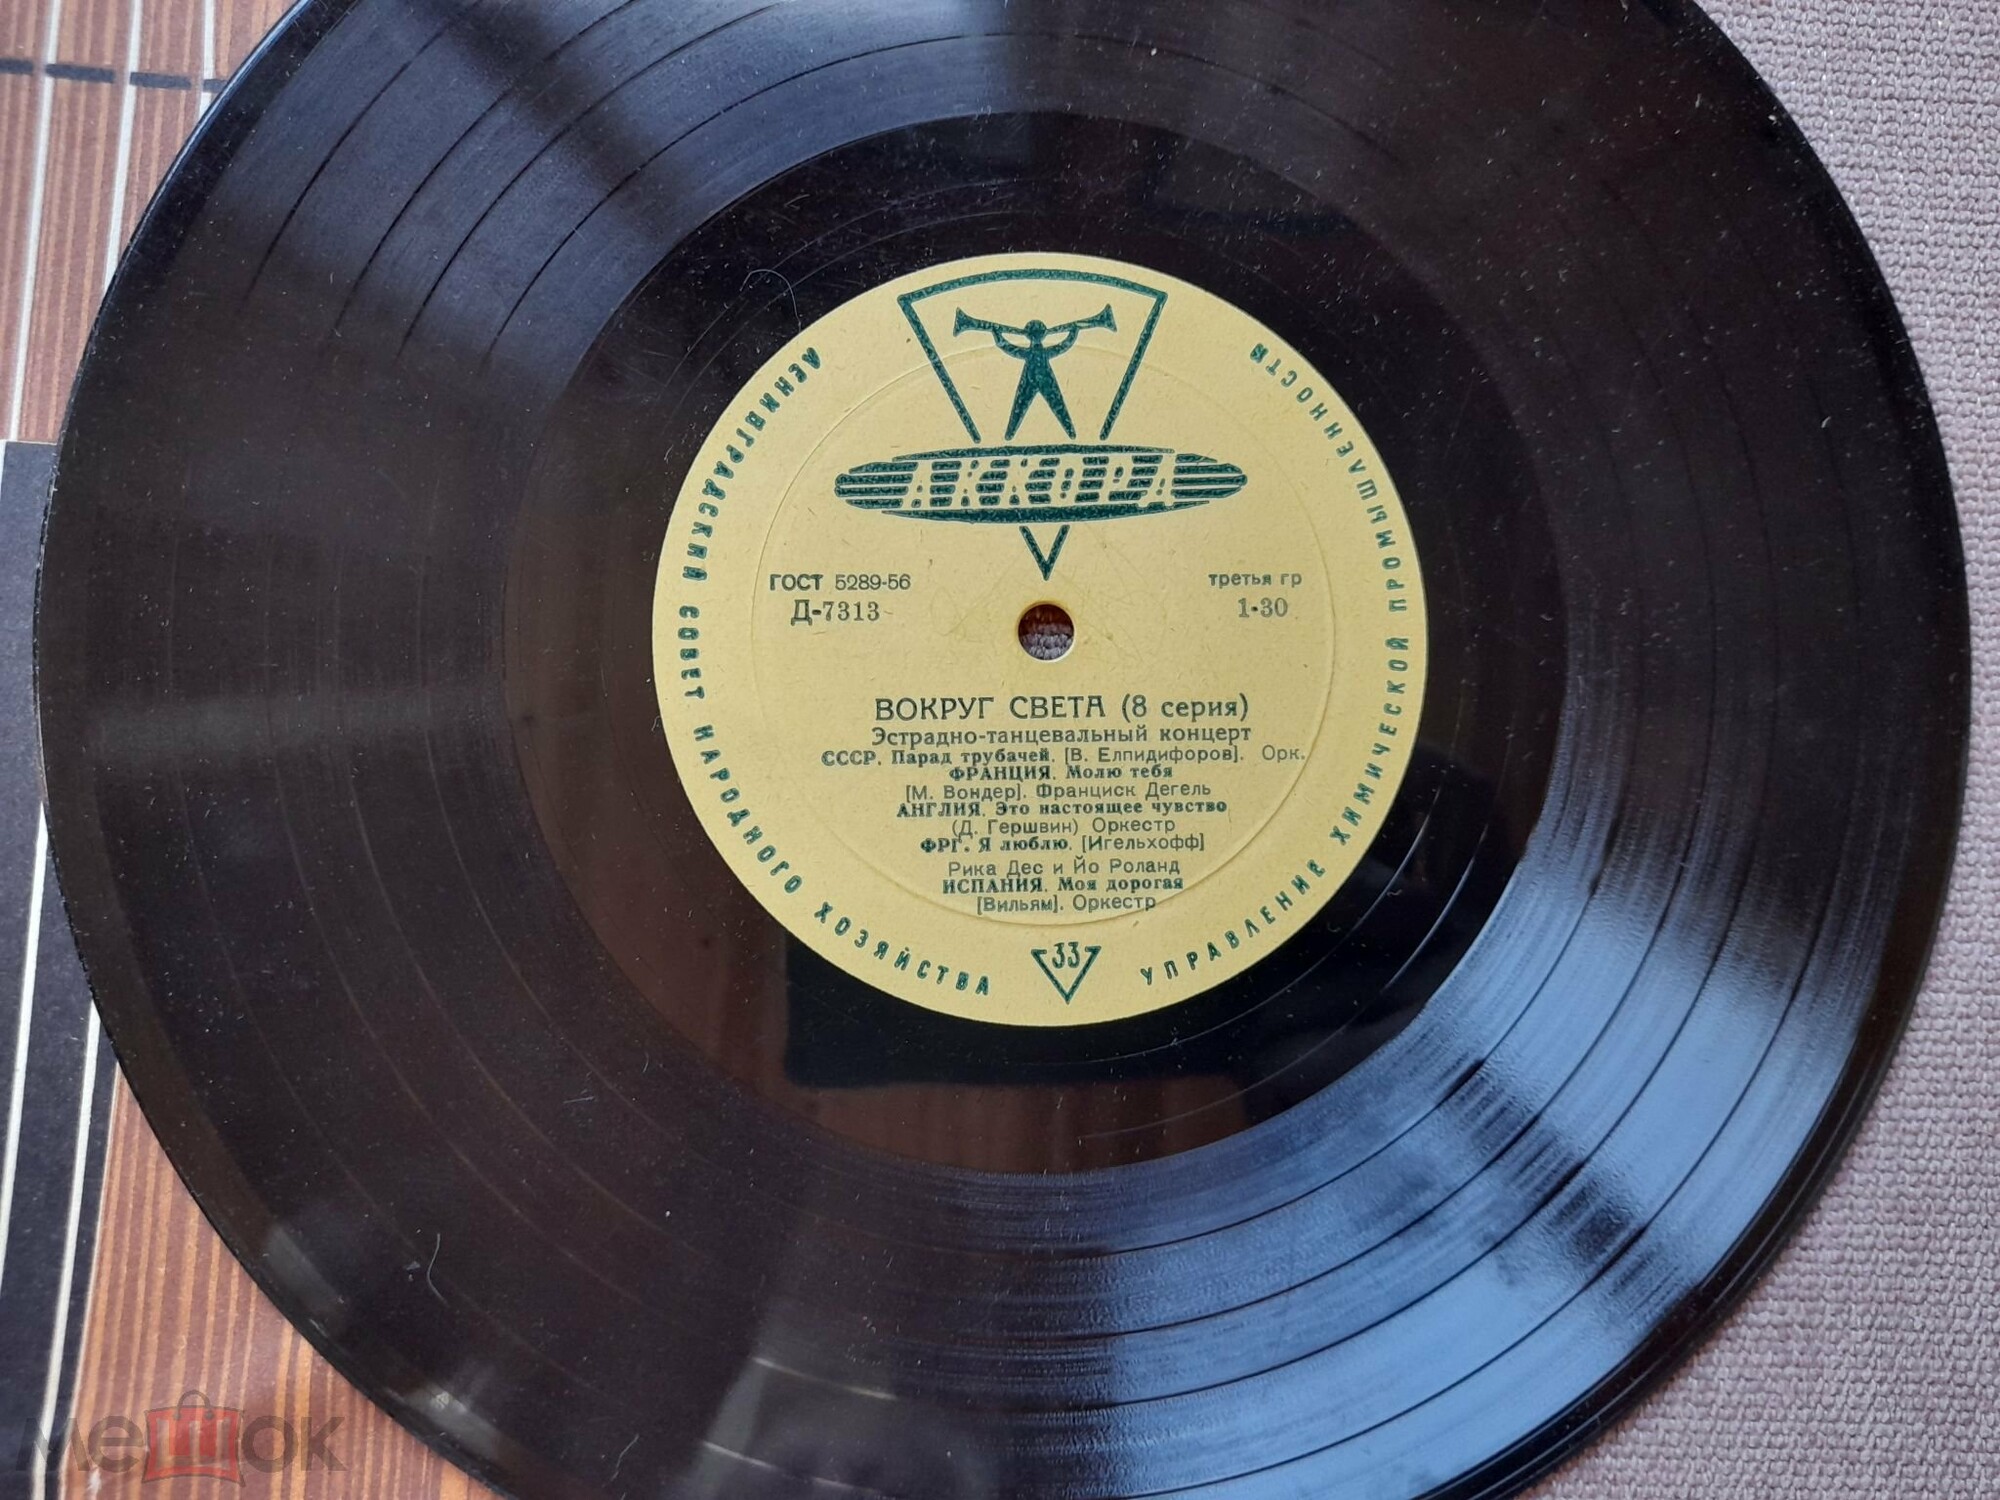 АККОРД
ЛЕНИНГРАДСКИЙ СОВЕТ НАРОДНОГО ХОЗЯЙСТВА
УПРАВЛЕНИЕ ХИМИЧЕСКОЙ ПРОМЫШЛЕННОСТИ
ГОСТ 5289-56
третья гр
Д-7313
1-30
ВОКРУГ СВЕТА (8 серия)
Эстрадно-танцевальный концерт
СССР. Парад трубачей. [В. Елпидифоров]. Орк.
ФРАНЦИЯ. Молю тебя
[М. Вондер]. Франциск Дегель
АНГЛИЯ. Это настоящее чувство
(Д. Гершвин) Оркестр
ФРГ. Я люблю. [Игельхофф]
Рика Дес и Йо Роланд
ИСПАНИЯ. Моя дорогая
[Вильям]. Оркестр
33
мешок